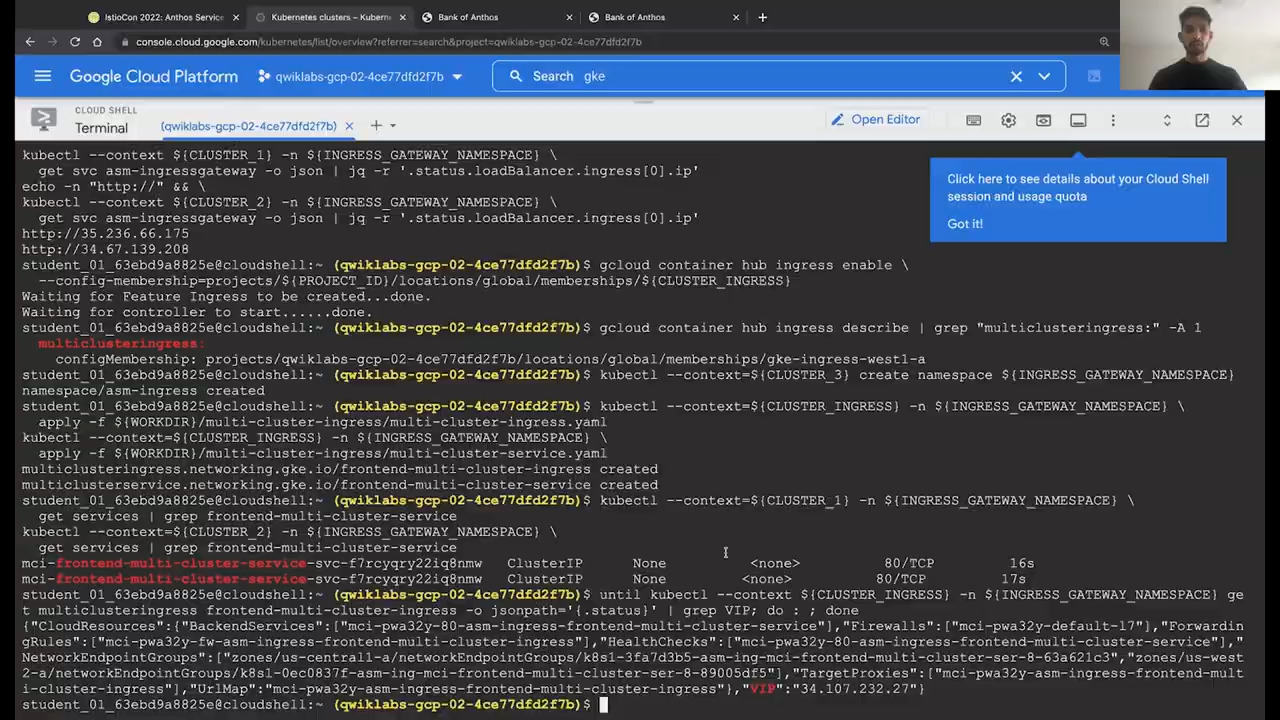 IstioCon 2022: Anthos Service
Kubernetes clusters – Kuberne
Bank of Anthos
Bank of Anthos
console.cloud.google.com/kubernetes/list/overview?referrer=search&project=qwiklabs-gcp-02-4ce77dfd2f7b
Google Cloud Platform
qwiklabs-gcp-02-4ce77dfd2f7b
Search gke
CLOUD SHELL
Terminal
(qwiklabs-gcp-02-4ce77dfd2f7b)
Open Editor
Click here to see details about your Cloud Shell
session and usage quota
Got it!
kubectl --context ${CLUSTER_1} -n ${INGRESS_GATEWAY_NAMESPACE} \
get svc asm-ingressgateway -o json | jq -r '.status.loadBalancer.ingress[0].ip'
echo -n "http://" && \
kubectl --context ${CLUSTER_2} -n ${INGRESS_GATEWAY_NAMESPACE} \
get svc asm-ingressgateway -o json | jq -r '.status.loadBalancer.ingress[0].ip'
http://35.236.66.175
http://34.67.139.208
student_01_63ebd9a8825e@cloudshell:~ (qwiklabs-gcp-02-4ce77dfd2f7b)$ gcloud container hub ingress enable \
--config-membership=projects/${PROJECT_ID}/locations/global/memberships/${CLUSTER_INGRESS}
Waiting for Feature Ingress to be created...done.
Waiting for controller to start......done.
student_01_63ebd9a8825e@cloudshell:~ (qwiklabs-gcp-02-4ce77dfd2f7b)$ gcloud container hub ingress describe | grep "multiclusteringress:" -A 1
multiclusteringress:
configMembership: projects/qwiklabs-gcp-02-4ce77dfd2f7b/locations/global/memberships/gke-ingress-west1-a
student_01_63ebd9a8825e@cloudshell:~ (qwiklabs-gcp-02-4ce77dfd2f7b)$ kubectl --context=${CLUSTER_3} create namespace ${INGRESS_GATEWAY_NAMESPACE}
namespace/asm-ingress created
student_01_63ebd9a8825e@cloudshell:~ (qwiklabs-gcp-02-4ce77dfd2f7b)$ kubectl --context=${CLUSTER_INGRESS} -n ${INGRESS_GATEWAY_NAMESPACE} \
apply -f ${WORKDIR}/multi-cluster-ingress/multi-cluster-ingress.yaml
kubectl --context=${CLUSTER_INGRESS} -n ${INGRESS_GATEWAY_NAMESPACE} \
apply -f ${WORKDIR}/multi-cluster-ingress/multi-cluster-service.yaml
multiclusteringress.networking.gke.io/frontend-multi-cluster-ingress created
multiclusterservice.networking.gke.io/frontend-multi-cluster-service created
student_01_63ebd9a8825e@cloudshell:~ (qwiklabs-gcp-02-4ce77dfd2f7b)$ kubectl --context=${CLUSTER_1} -n ${INGRESS_GATEWAY_NAMESPACE} \
get services | grep frontend-multi-cluster-service
kubectl --context=${CLUSTER_2} -n ${INGRESS_GATEWAY_NAMESPACE} \
get services | grep frontend-multi-cluster-service
mci-frontend-multi-cluster-service-svc-f7rcyqry22iq8nmw ClusterIP None <none> 80/TCP 16s
mci-frontend-multi-cluster-service-svc-f7rcyqry22iq8nmw ClusterIP None <none> 80/TCP 17s
student_01_63ebd9a8825e@cloudshell:~ (qwiklabs-gcp-02-4ce77dfd2f7b)$ until kubectl --context ${CLUSTER_INGRESS} -n ${INGRESS_GATEWAY_NAMESPACE} ge
t multiclusteringress frontend-multi-cluster-ingress -o jsonpath='{.status}' | grep VIP; do : ; done
{"CloudResources":{"BackendServices":["mci-pwa32y-80-asm-ingress-frontend-multi-cluster-service"],"Firewalls":["mci-pwa32y-default-l7"],"Forwardin
gRules":["mci-pwa32y-fw-asm-ingress-frontend-multi-cluster-ingress"],"HealthChecks":["mci-pwa32y-80-asm-ingress-frontend-multi-cluster-service"],"
NetworkEndpointGroups":["zones/us-central1-a/networkEndpointGroups/k8s1-3fa7d3b5-asm-ing-mci-frontend-multi-cluster-ser-8-63a621c3","zones/us-west
2-a/networkEndpointGroups/k8s1-0ec0837f-asm-ing-mci-frontend-multi-cluster-ser-8-89005df5"],"TargetProxies":["mci-pwa32y-asm-ingress-frontend-mult
i-cluster-ingress"],"UrlMap":"mci-pwa32y-asm-ingress-frontend-multi-cluster-ingress"},"VIP":"34.107.232.27"}
student_01_63ebd9a8825e@cloudshell:~ (qwiklabs-gcp-02-4ce77dfd2f7b)$